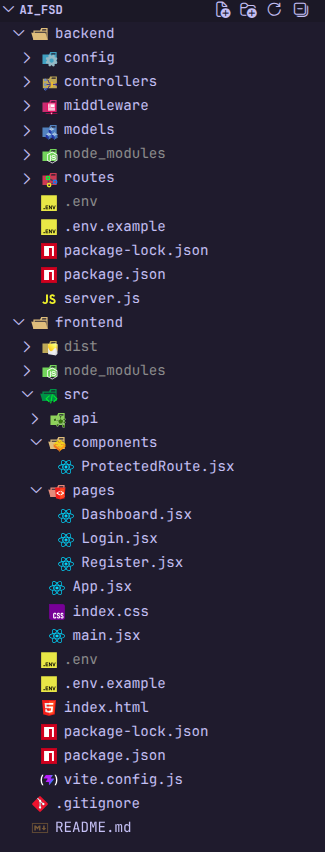 AI_FSD
backend
config
controllers
middleware
models
node_modules
routes
.env
.env.example
package-lock.json
package.json
JS server.js
frontend
dist
node_modules
src
api
components
ProtectedRoute.jsx
pages
Dashboard.jsx
Login.jsx
Register.jsx
App.jsx
index.css
main.jsx
.env
.env.example
index.html
package-lock.json
package.json
vite.config.js
.gitignore
README.md